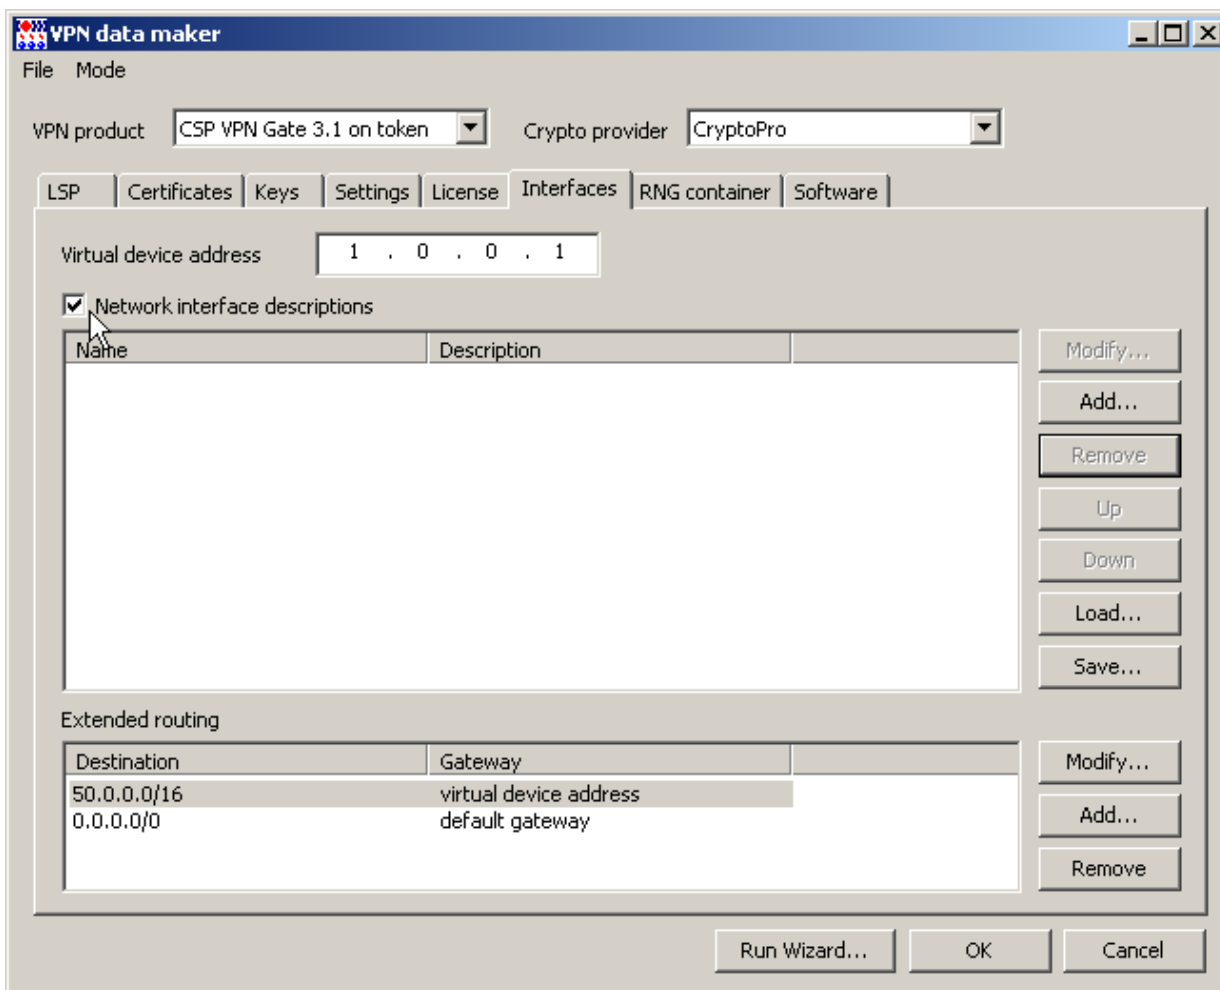 VPN data maker
File Mode
VPN product CSP VPN Gate 3.1 on token Crypto provider CryptoPro
LSP Certificates Keys Settings License Interfaces RNG container Software
Virtual device address 1 . 0 . 0 . 1
Network interface descriptions
Name Description Modify...
Add...
Remove
Up
Down
Load...
Save...
Extended routing
Destination Gateway Modify...
50.0.0.0/16 virtual device address
0.0.0.0/0 default gateway Add...
Remove
Run Wizard... OK Cancel